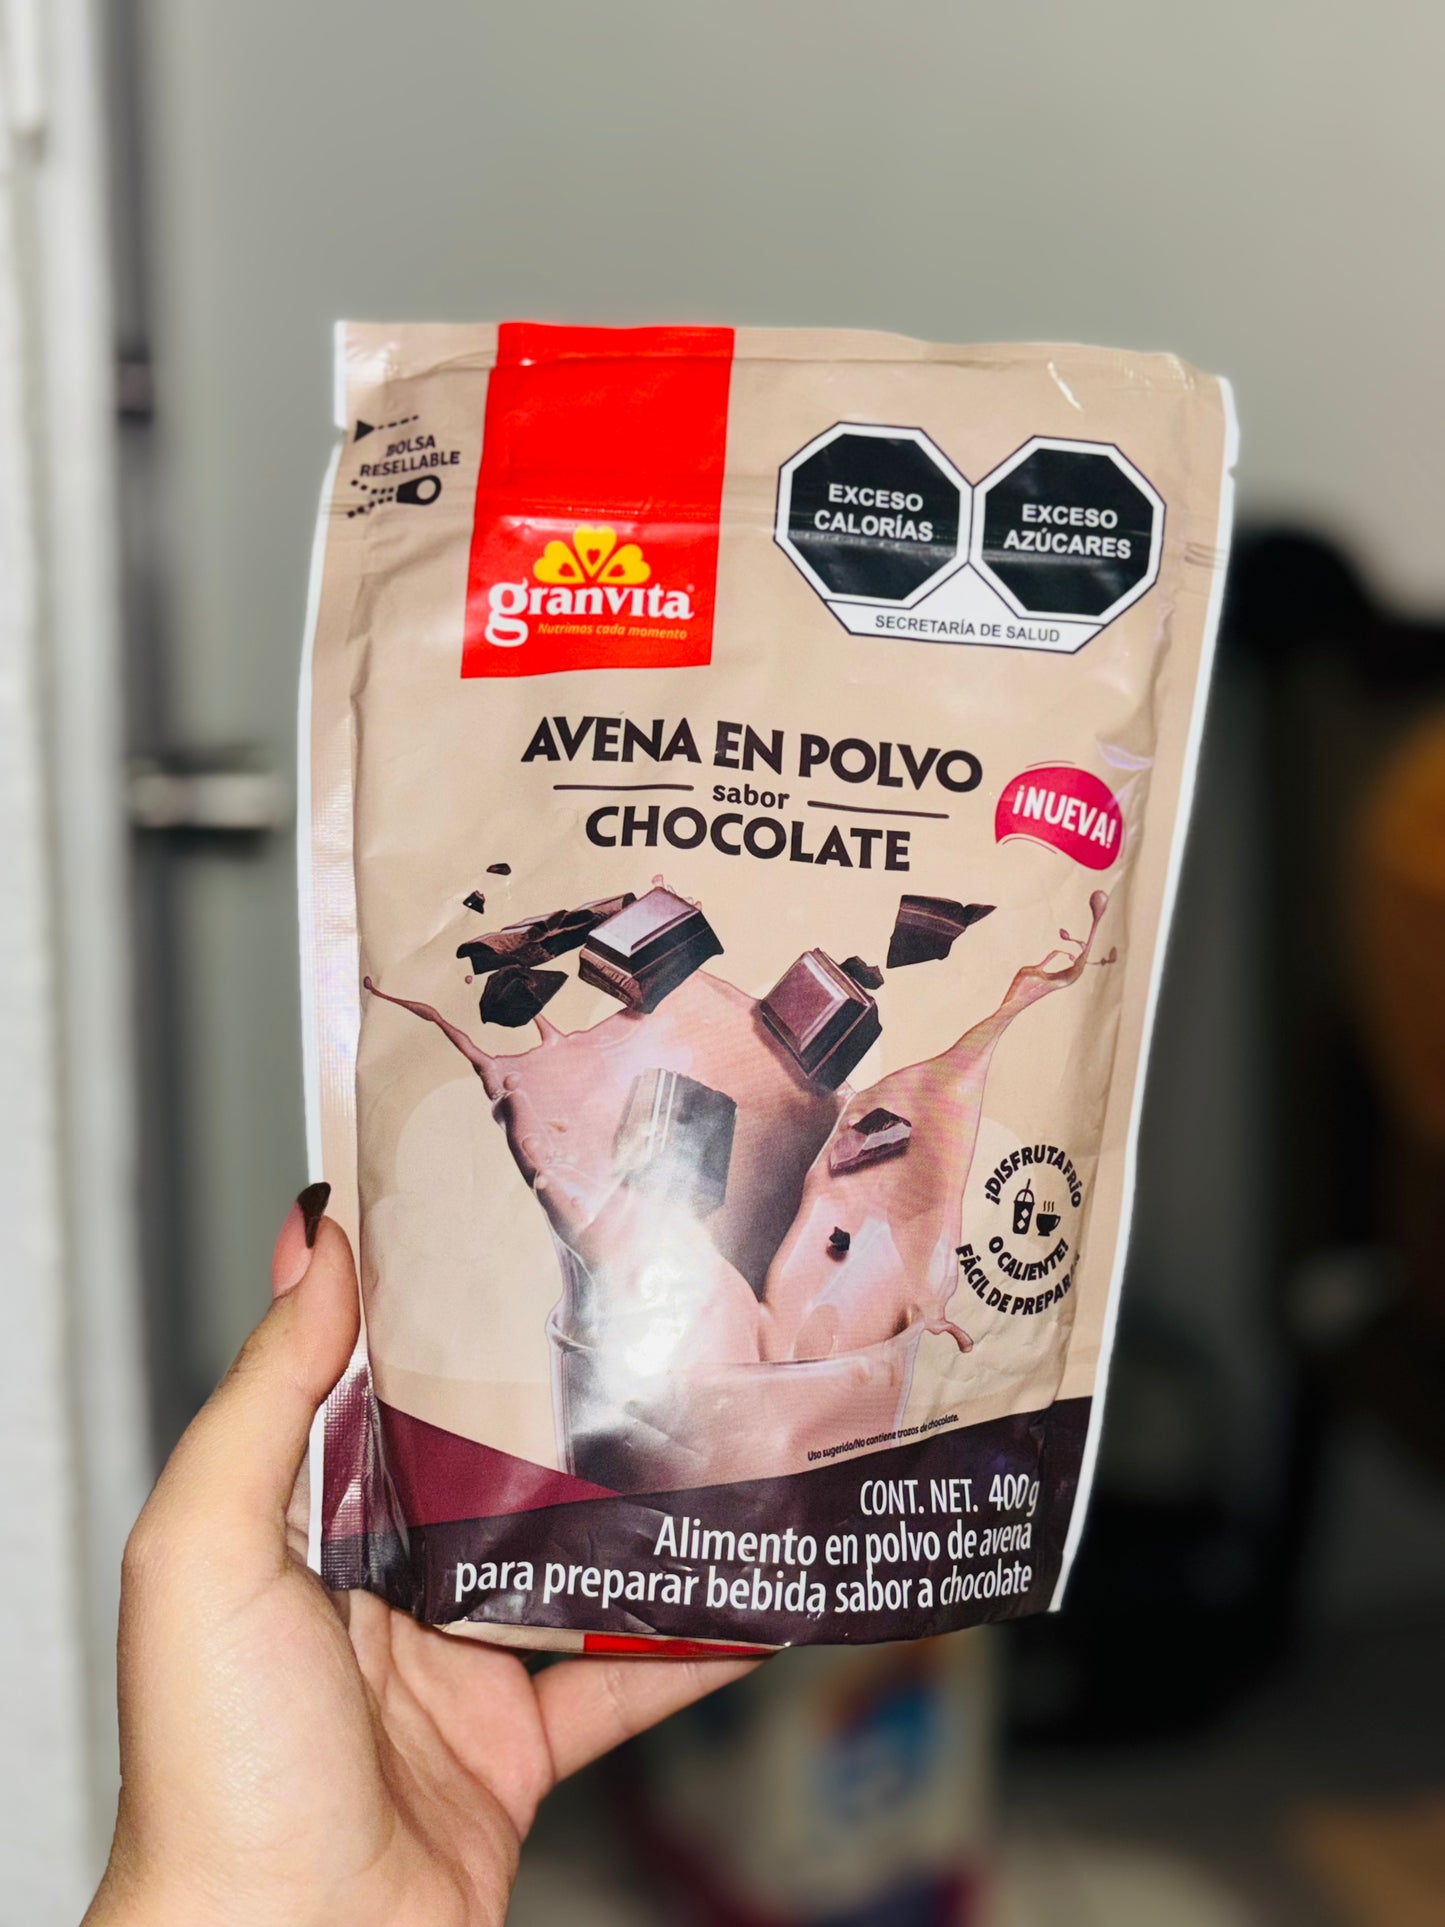 BOLSA
RESELLABLE
granvita®
Nutrimos cada momento
EXCESO
CALORÍAS
EXCESO
AZÚCARES
SECRETARÍA DE SALUD
AVENA EN POLVO
sabor
CHOCOLATE
¡NUEVA!
¡DISFRUTA FRÍO
O CALIENTE!
FÁCIL DE
Uso sugerido/No contiene trozos de chocolate.
CONT. NET. 400g
Alimento en polvo de avena
para preparar bebida sabor a chocolate